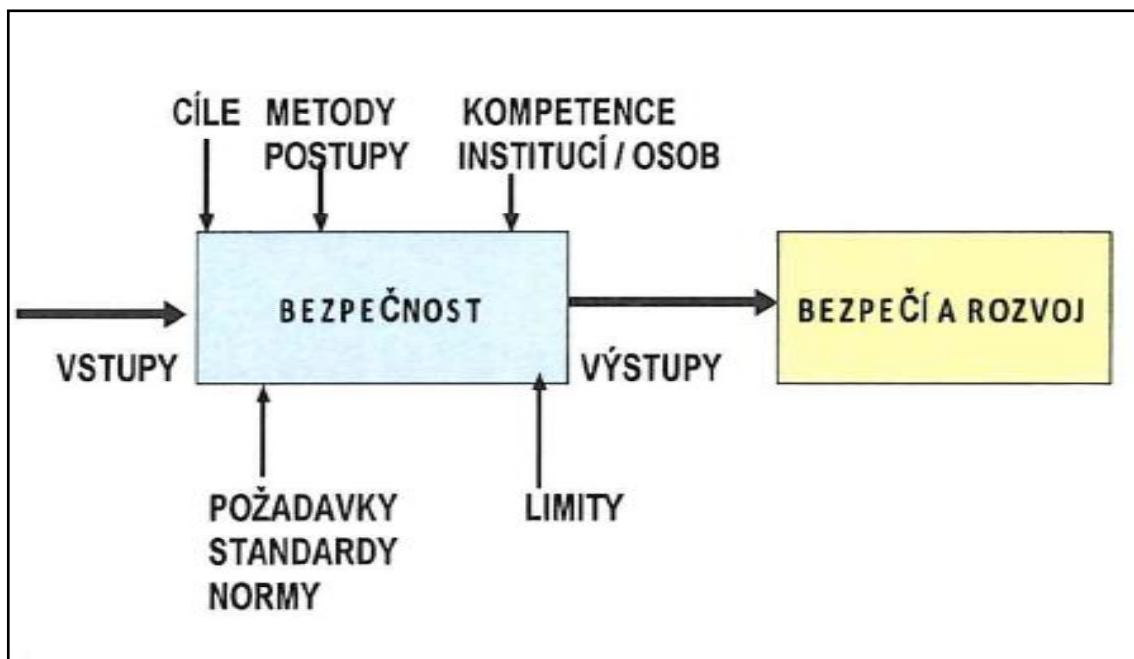 CÍLE METODY
POSTUPY
KOMPETENCE
INSTITUCÍ / OSOB
BEZPEČNOST
BEZPEČÍ A ROZVOJ
VSTUPY
VÝSTUPY
POŽADAVKY
STANDARDY
NORMY
LIMITY